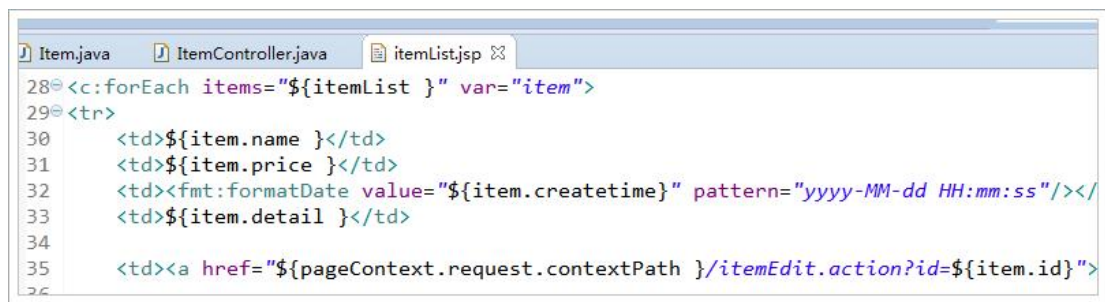 Item.java ItemController.java itemList.jsp
28 <c:forEach items="${itemList }" var="item">
29 <tr>
30 <td>${item.name }</td>
31 <td>${item.price }</td>
32 <td><fmt:formatDate value="${item.createtime}" pattern="yyyy-MM-dd HH:mm:ss"/></
33 <td>${item.detail }</td>
34
35 <td><a href="${pageContext.request.contextPath }/itemEdit.action?id=${item.id}">